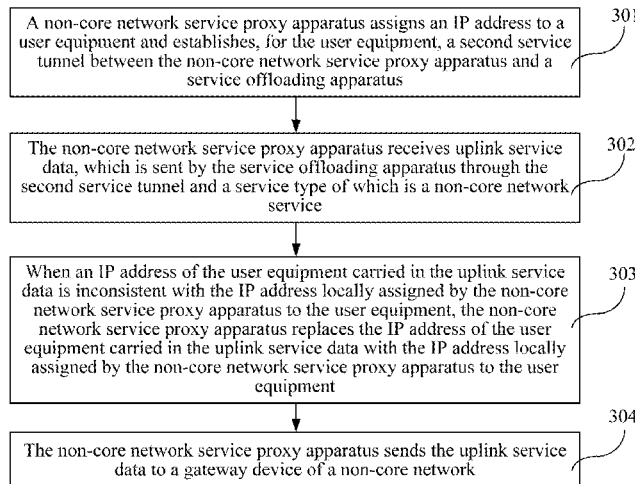 A non-core network service proxy apparatus assigns an IP address to a
user equipment and establishes, for the user equipment, a second service
tunnel between the non-core network service proxy apparatus and a
service offloading apparatus
301
The non-core network service proxy apparatus receives uplink service
data, which is sent by the service offloading apparatus through the
second service tunnel and a service type of which is a non-core network
service
302
When an IP address of the user equipment carried in the uplink service
data is inconsistent with the IP address locally assigned by the non-core
network service proxy apparatus to the user equipment, the non-core
network service proxy apparatus replaces the IP address of the user
equipment carried in the uplink service data with the IP address locally
assigned by the non-core network service proxy apparatus to the user
equipment
303
The non-core network service proxy apparatus sends the uplink service
data to a gateway device of a non-core network
304